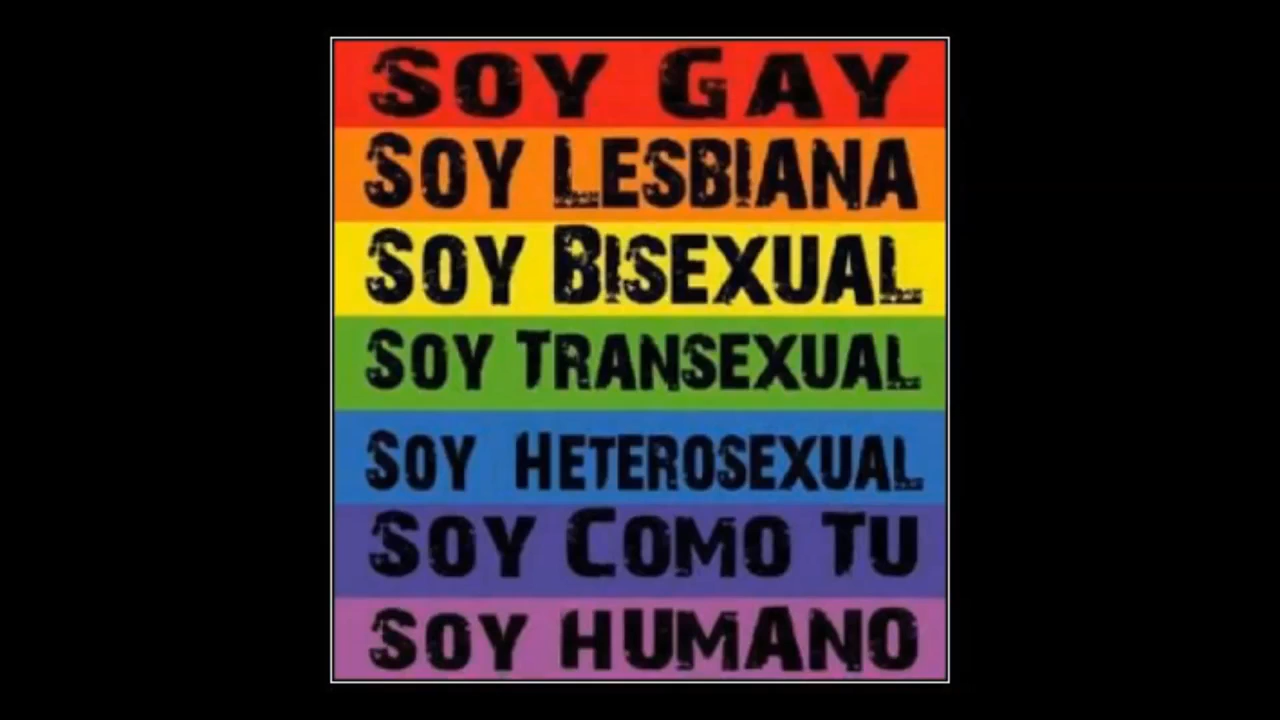 Soy Gay
Soy Lesbiana
Soy Bisexual
Soy Transexual
Soy Heterosexual
Soy Como Tu
Soy Humano